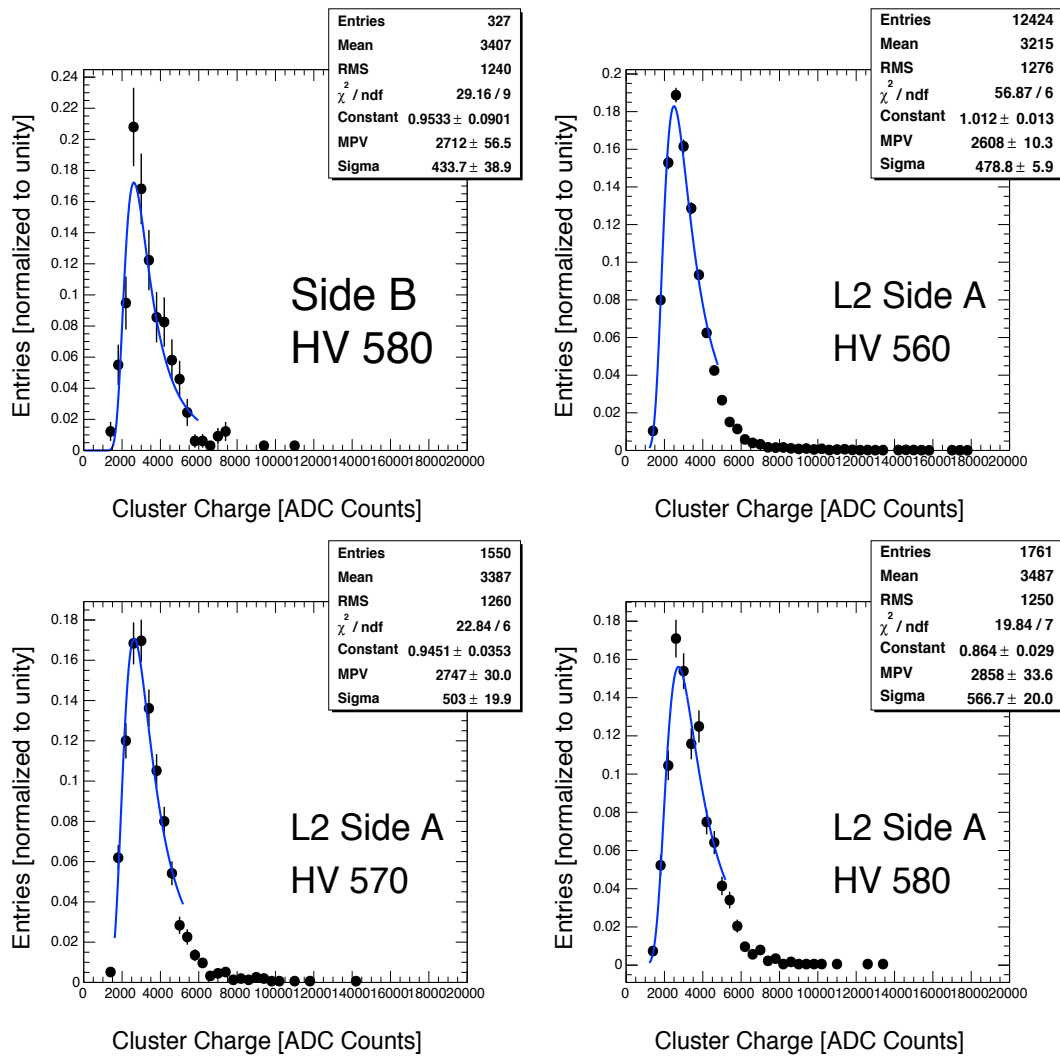 Entries 327
Mean 3407
RMS 1240
χ² / ndf 29.16 / 9
Constant 0.9533 ± 0.0901
MPV 2712 ± 56.5
Sigma 433.7 ± 38.9
Entries [normalized to unity]
0.24
0.22
0.2
0.18
0.16
0.14
0.12
0.1
0.08
0.06
0.04
0.02
0
Side B
HV 580
0 2000 4000 6000 8000 10000 12000 14000 16000 18000 20000
Cluster Charge [ADC Counts]
Entries 12424
Mean 3215
RMS 1276
χ² / ndf 56.87 / 6
Constant 1.012 ± 0.013
MPV 2608 ± 10.3
Sigma 478.8 ± 5.9
Entries [normalized to unity]
0.2
0.18
0.16
0.14
0.12
0.1
0.08
0.06
0.04
0.02
0
L2 Side A
HV 560
0 2000 4000 6000 8000 10000 12000 14000 16000 18000 20000
Cluster Charge [ADC Counts]
Entries 1550
Mean 3387
RMS 1260
χ² / ndf 22.84 / 6
Constant 0.9451 ± 0.0353
MPV 2747 ± 30.0
Sigma 503 ± 19.9
Entries [normalized to unity]
0.18
0.16
0.14
0.12
0.1
0.08
0.06
0.04
0.02
0
L2 Side A
HV 570
0 2000 4000 6000 8000 10000 12000 14000 16000 18000 20000
Cluster Charge [ADC Counts]
Entries 1761
Mean 3487
RMS 1250
χ² / ndf 19.84 / 7
Constant 0.864 ± 0.029
MPV 2858 ± 33.6
Sigma 566.7 ± 20.0
Entries [normalized to unity]
0.18
0.16
0.14
0.12
0.1
0.08
0.06
0.04
0.02
0
L2 Side A
HV 580
0 2000 4000 6000 8000 10000 12000 14000 16000 18000 20000
Cluster Charge [ADC Counts]